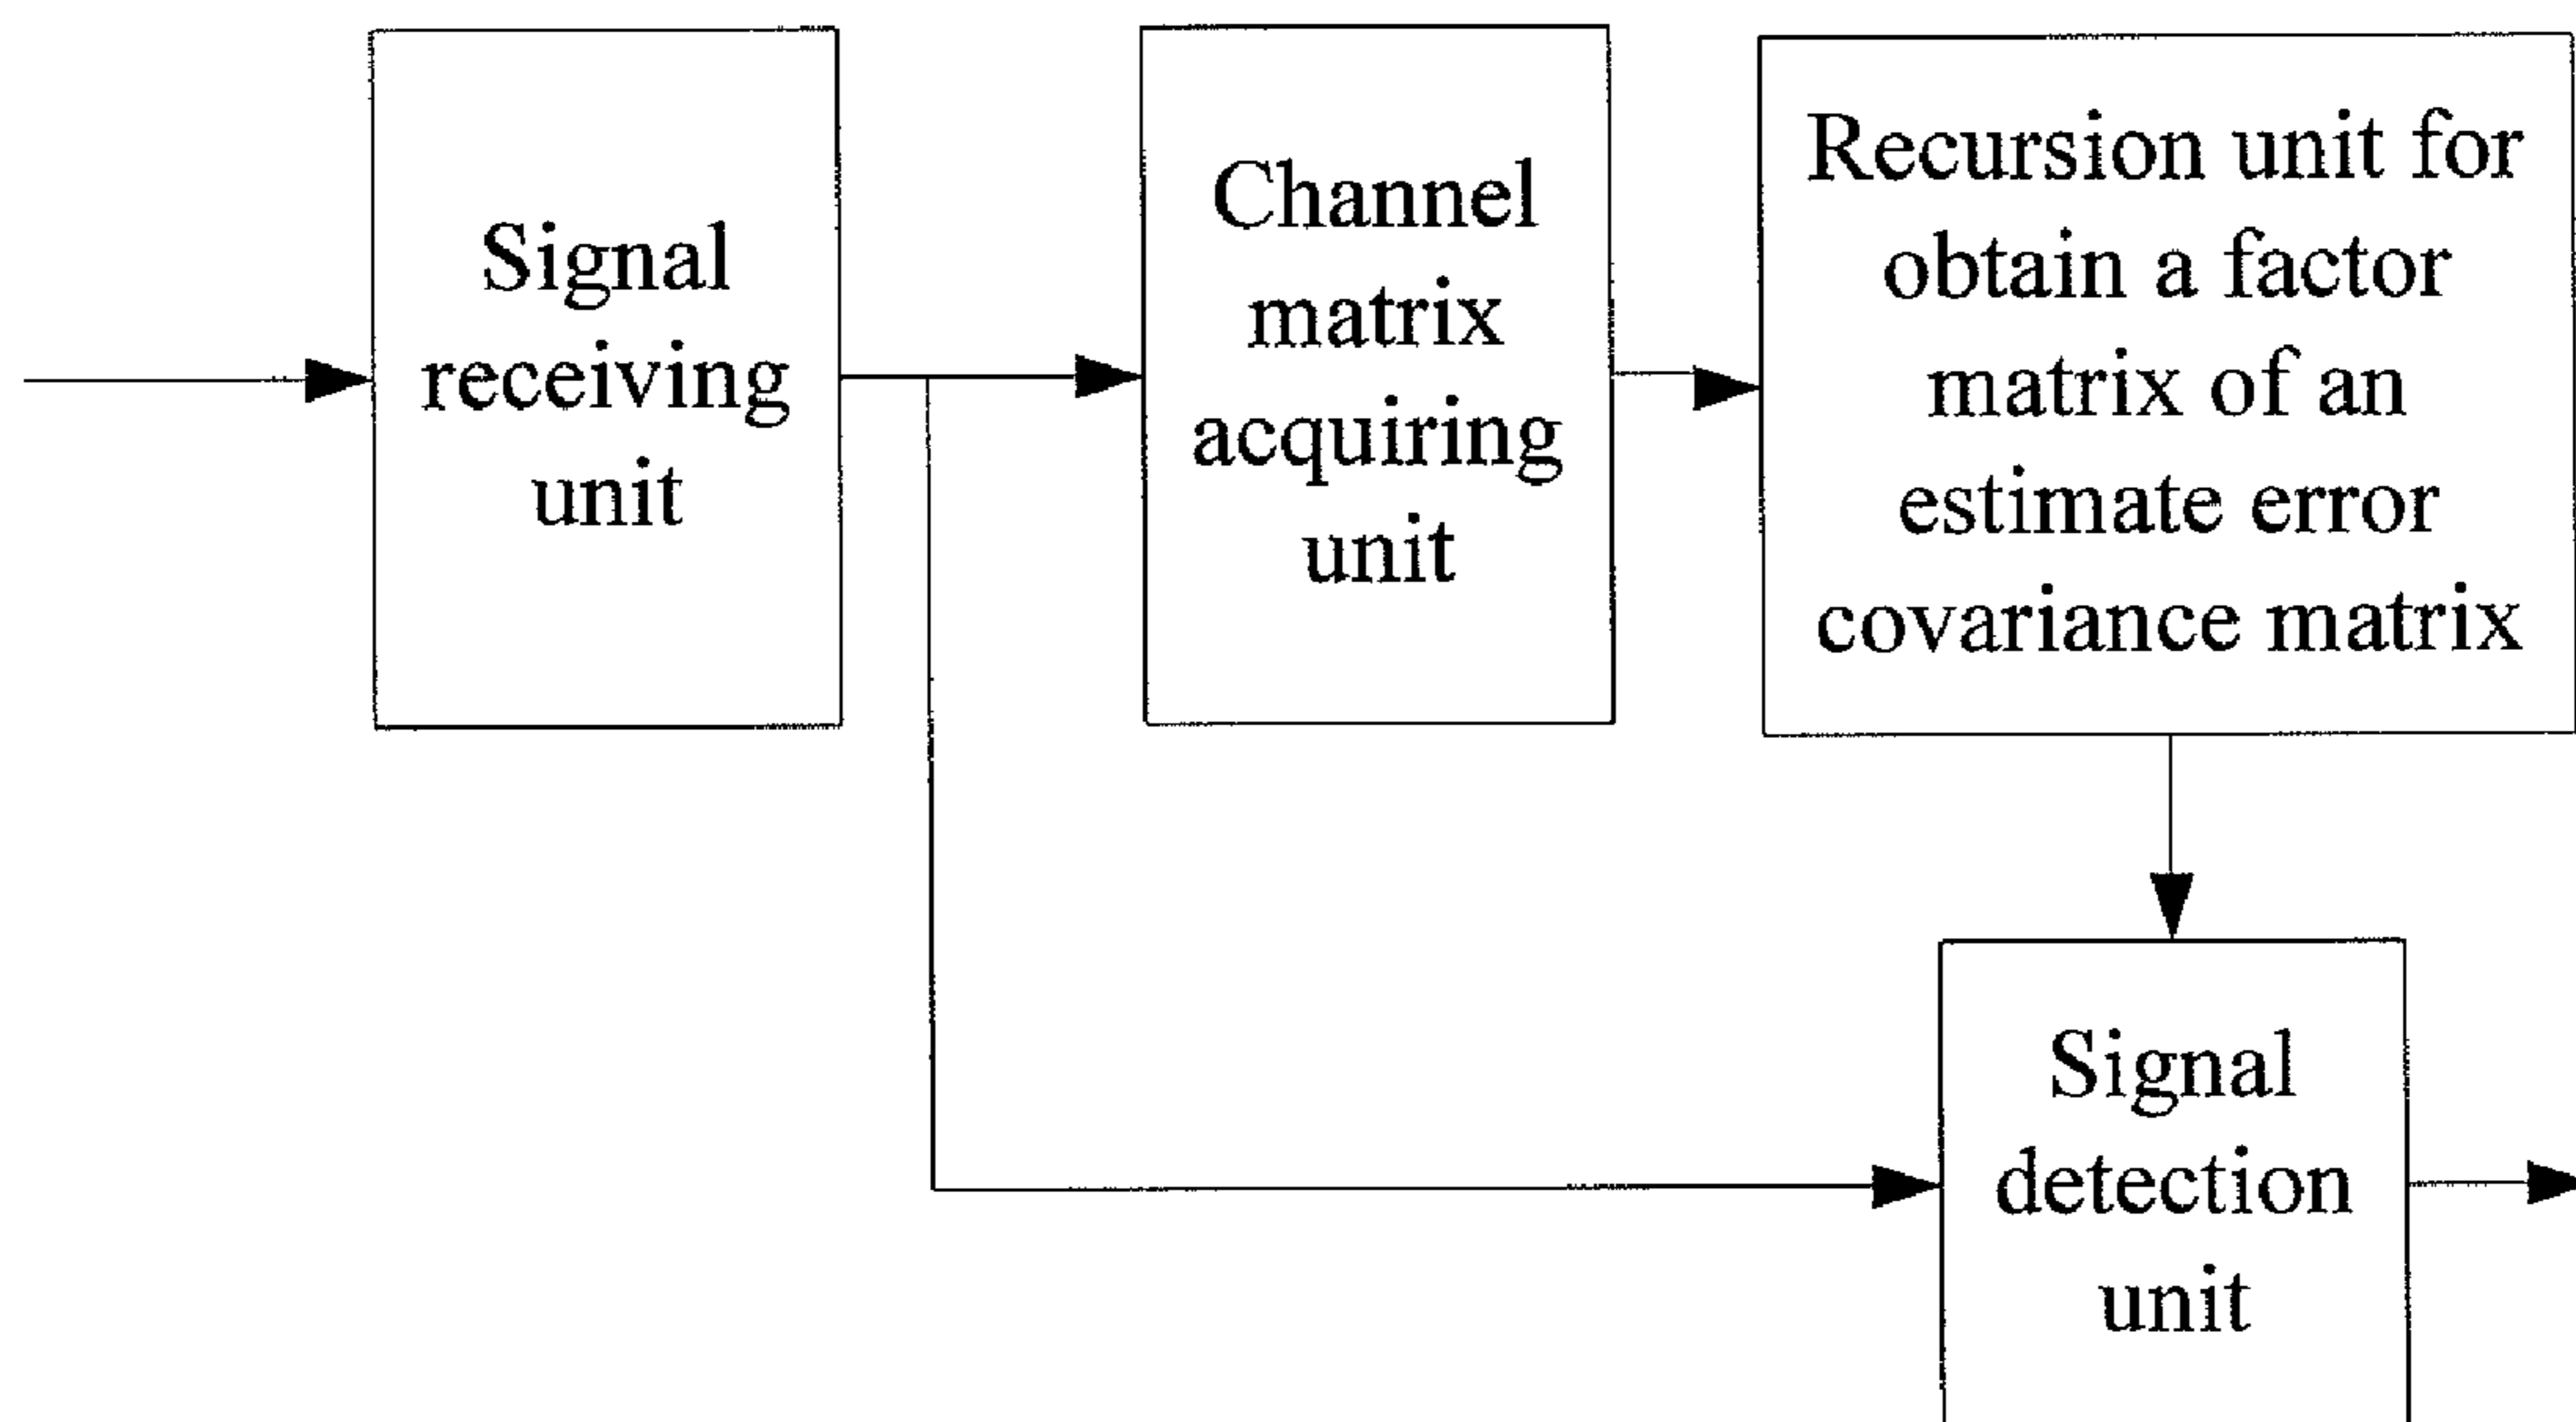 Signal
receiving
unit
Channel
matrix
acquiring
unit
Recursion unit for
obtain a factor
matrix of an
estimate error
covariance matrix
Signal
detection
unit